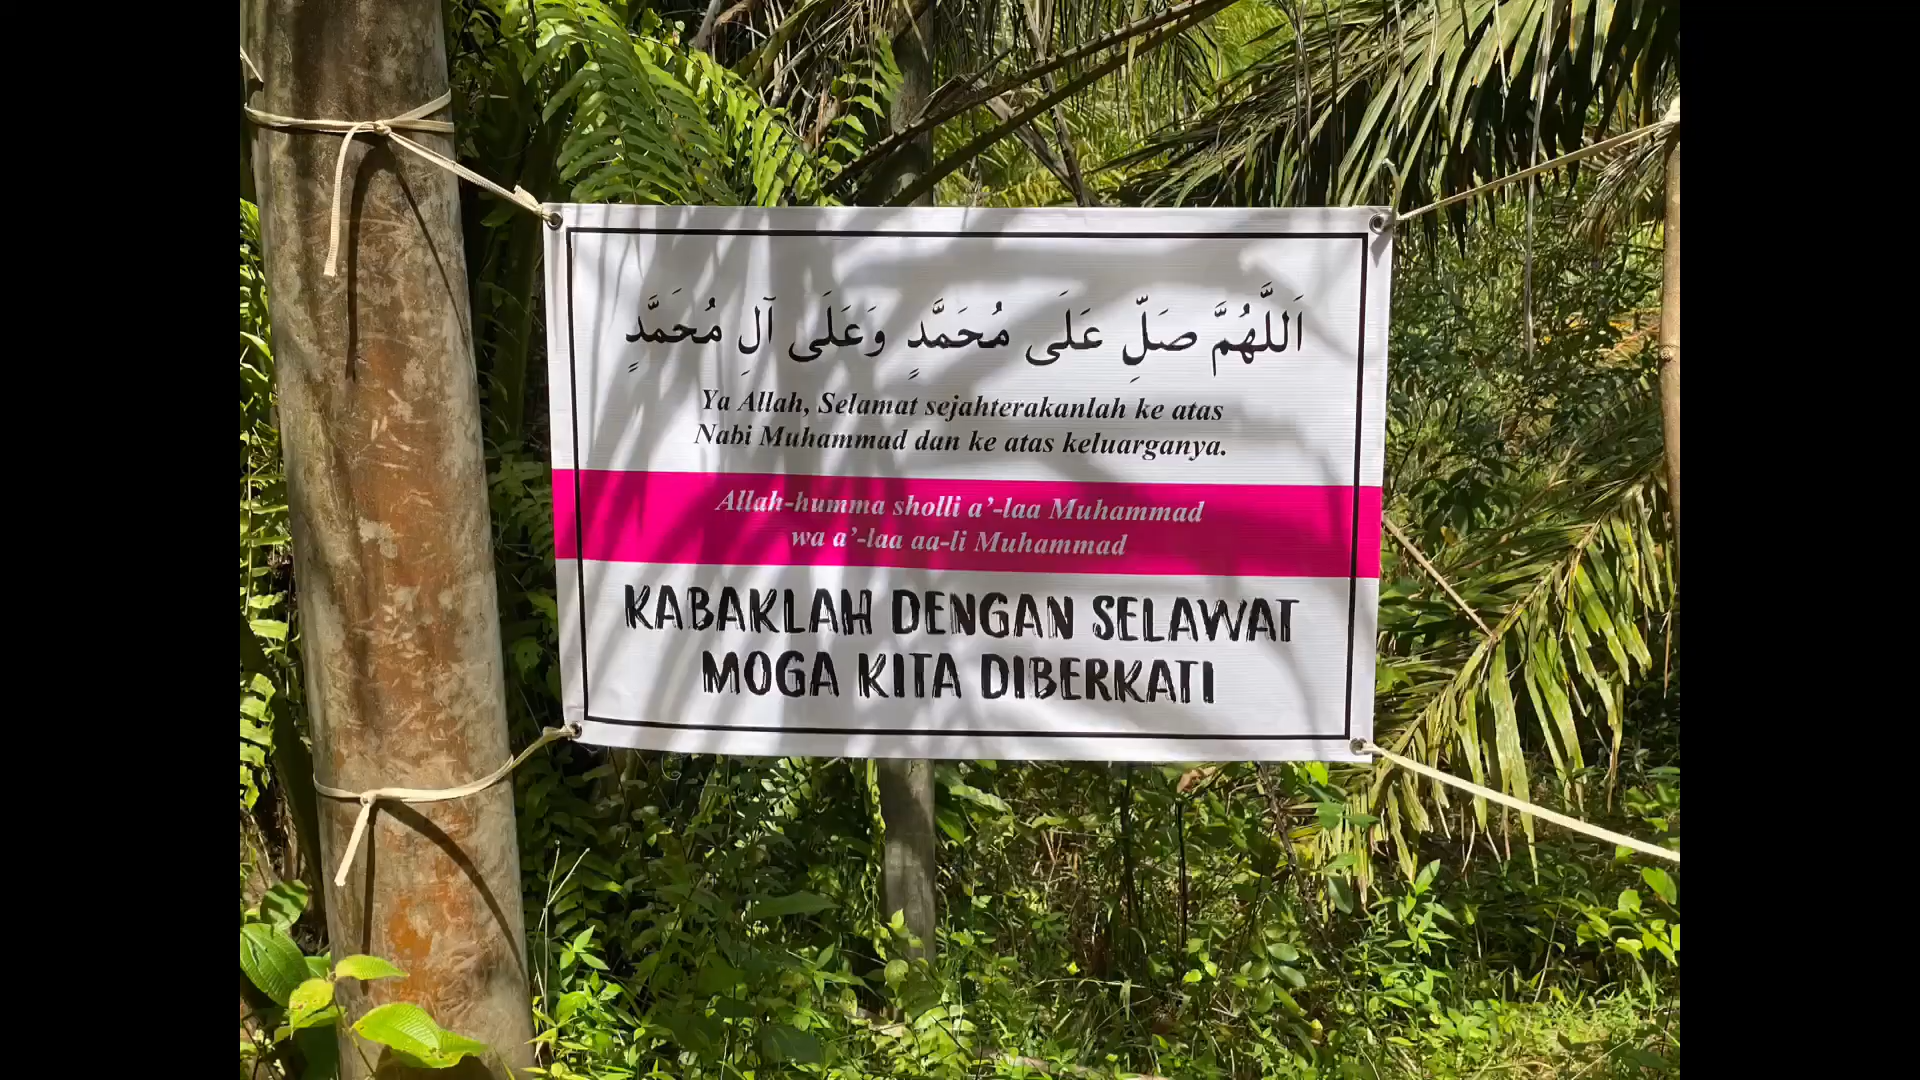 اَللَّهُمَّ صَلِّ عَلَى مُحَمَّدٍ وَعَلَى آلِ مُحَمَّدٍ
Ya Allah, Selamat sejahterakanlah ke atas
Nabi Muhammad dan ke atas keluarganya.
Allah-humma sholli a’-laa Muhammad
wa a’-laa aa-li Muhammad
KABAKLAH DENGAN SELAWAT
MOGA KITA DIBERKATI